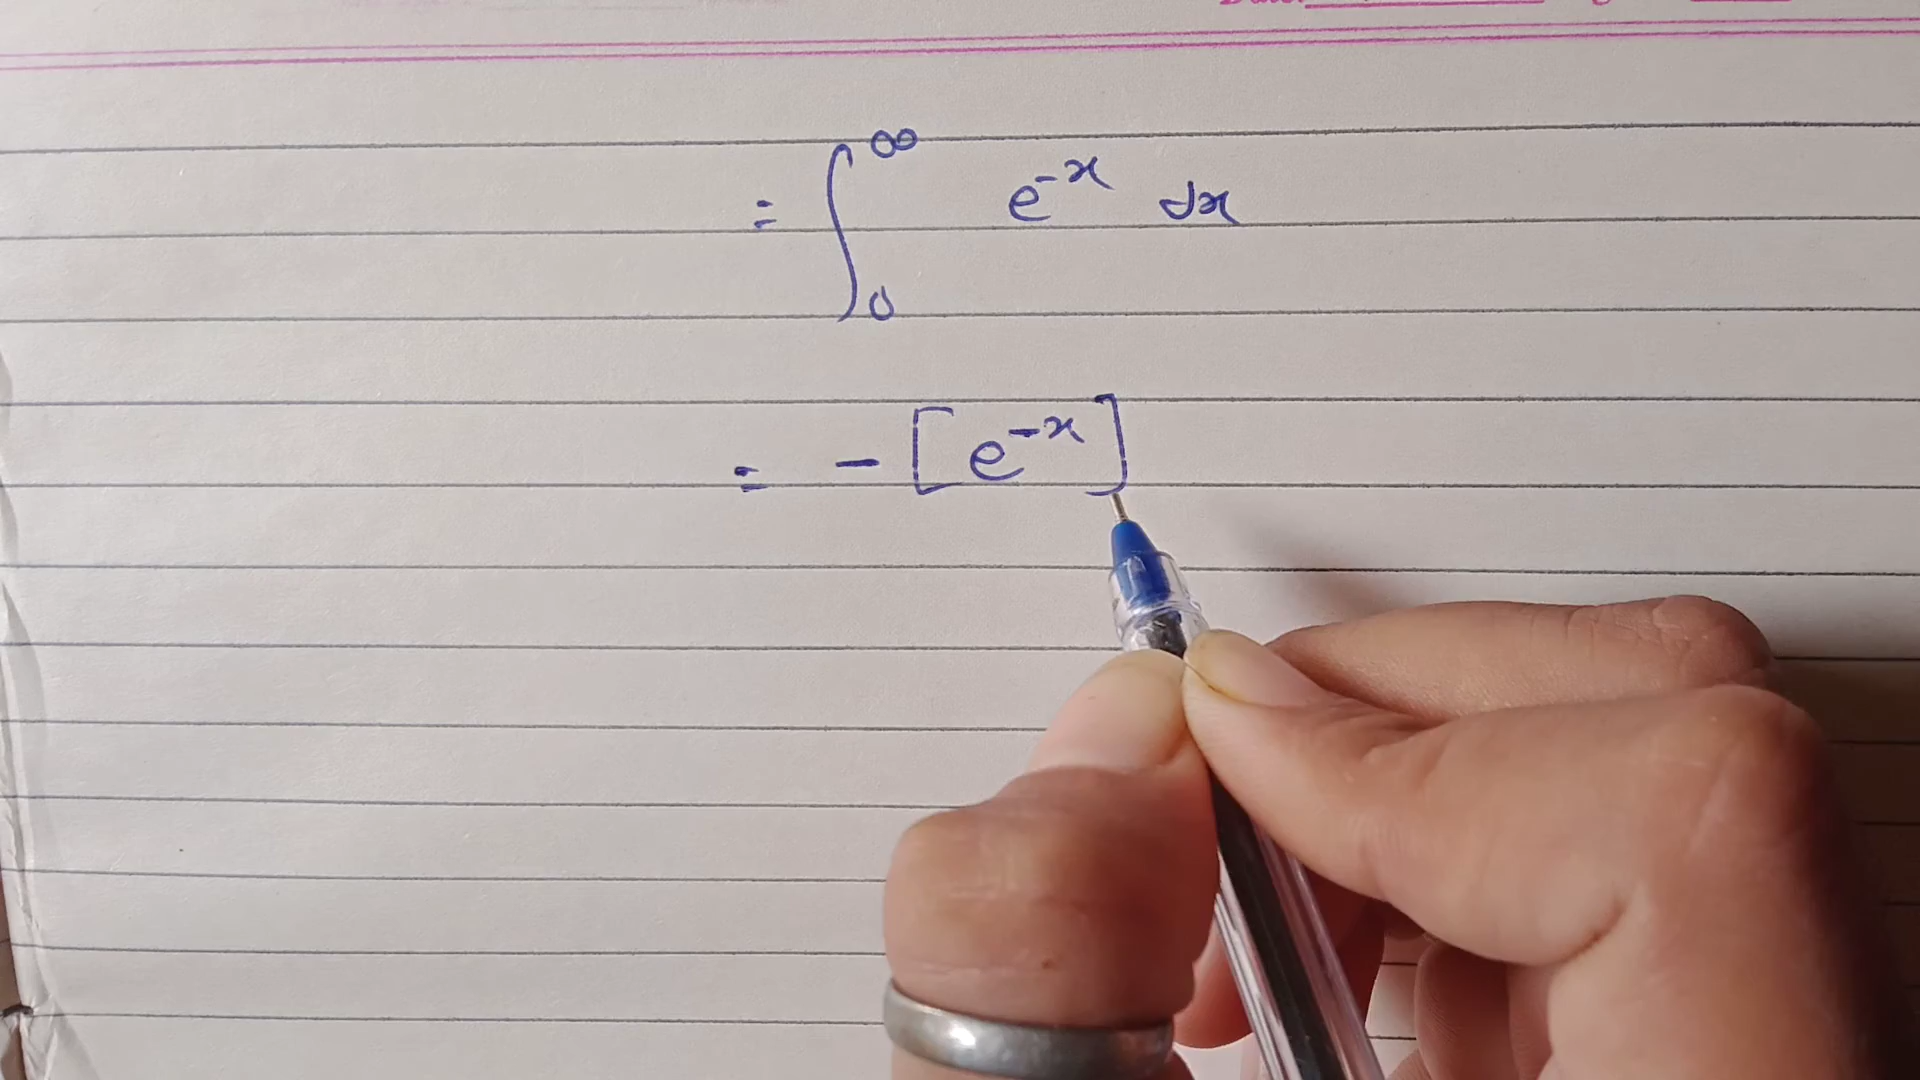 = ∫₀^∞ e^{-x} dx
= - [e^{-x}]